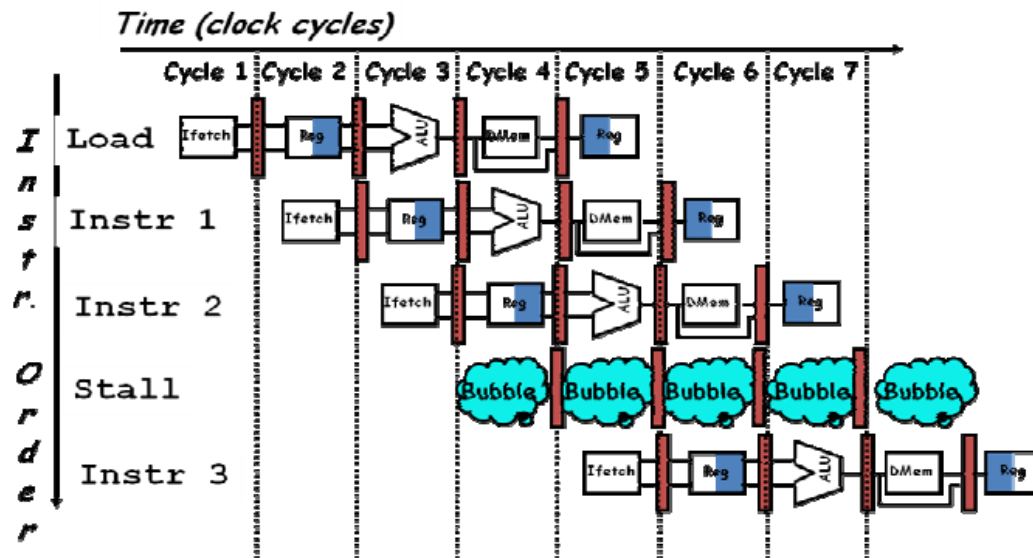 Time (clock cycles)
Cycle 1 Cycle 2 Cycle 3 Cycle 4 Cycle 5 Cycle 6 Cycle 7
Instr. Order
Load Ifetch Reg ALU DMem Reg
Instr 1 Ifetch Reg ALU DMem Reg
Instr 2 Ifetch Reg ALU DMem Reg
Stall Bubble Bubble Bubble Bubble Bubble
Instr 3 Ifetch Reg ALU DMem Reg